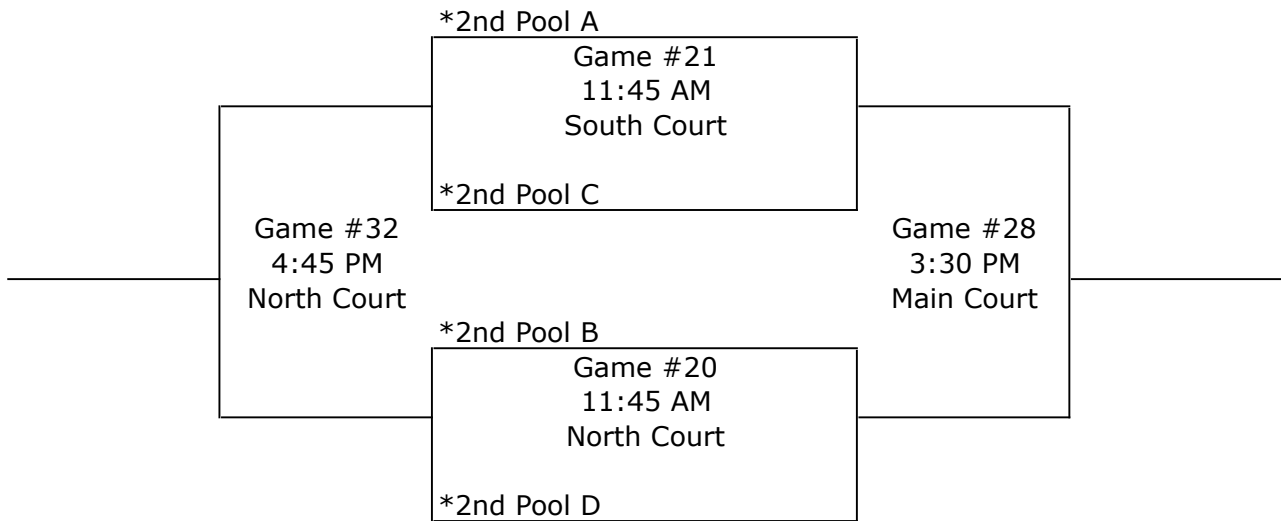 *2nd Pool A
Game #21
11:45 AM
South Court
*2nd Pool C
Game #32
4:45 PM
North Court
Game #28
3:30 PM
Main Court
*2nd Pool B
Game #20
11:45 AM
North Court
*2nd Pool D